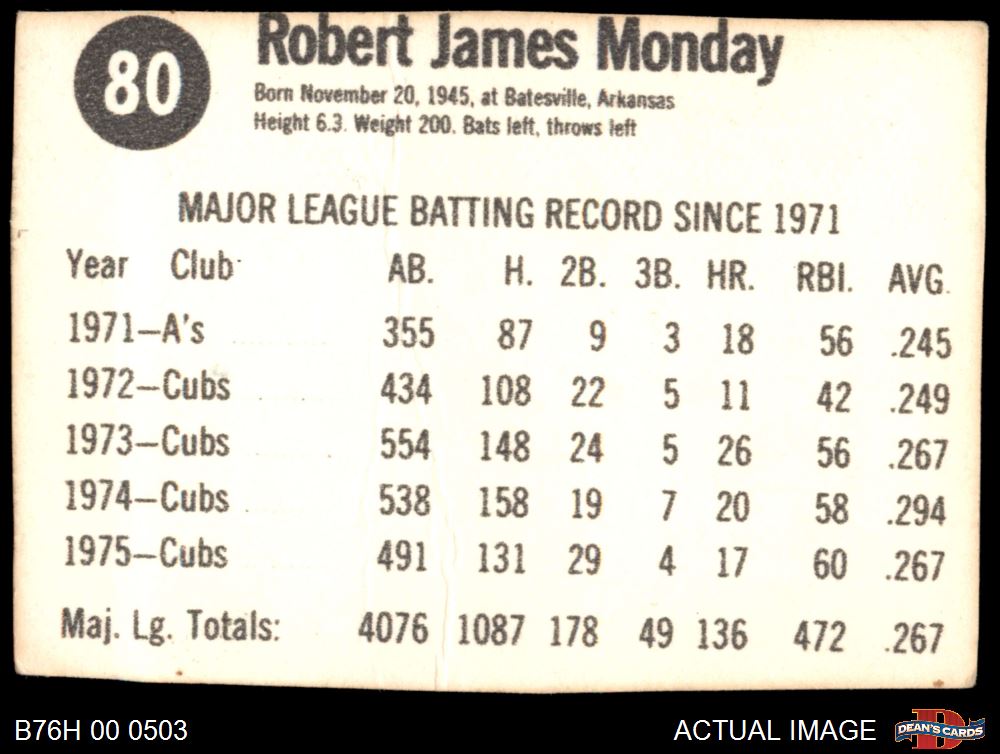 80
Robert James Monday
Born November 20, 1945, at Batesville, Arkansas
Height 6.3. Weight 200. Bats left, throws left
MAJOR LEAGUE BATTING RECORD SINCE 1971
Year Club AB. H. 2B. 3B. HR. RBI. AVG.
1971–A's 355 87 9 3 18 56 .245
1972–Cubs 434 108 22 5 11 42 .249
1973–Cubs 554 148 24 5 26 56 .267
1974–Cubs 538 158 19 7 20 58 .294
1975–Cubs 491 131 29 4 17 60 .267
Maj. Lg. Totals: 4076 1087 178 49 136 472 .267
B76H 00 0503
ACTUAL IMAGE
D
DEAN'S CARDS